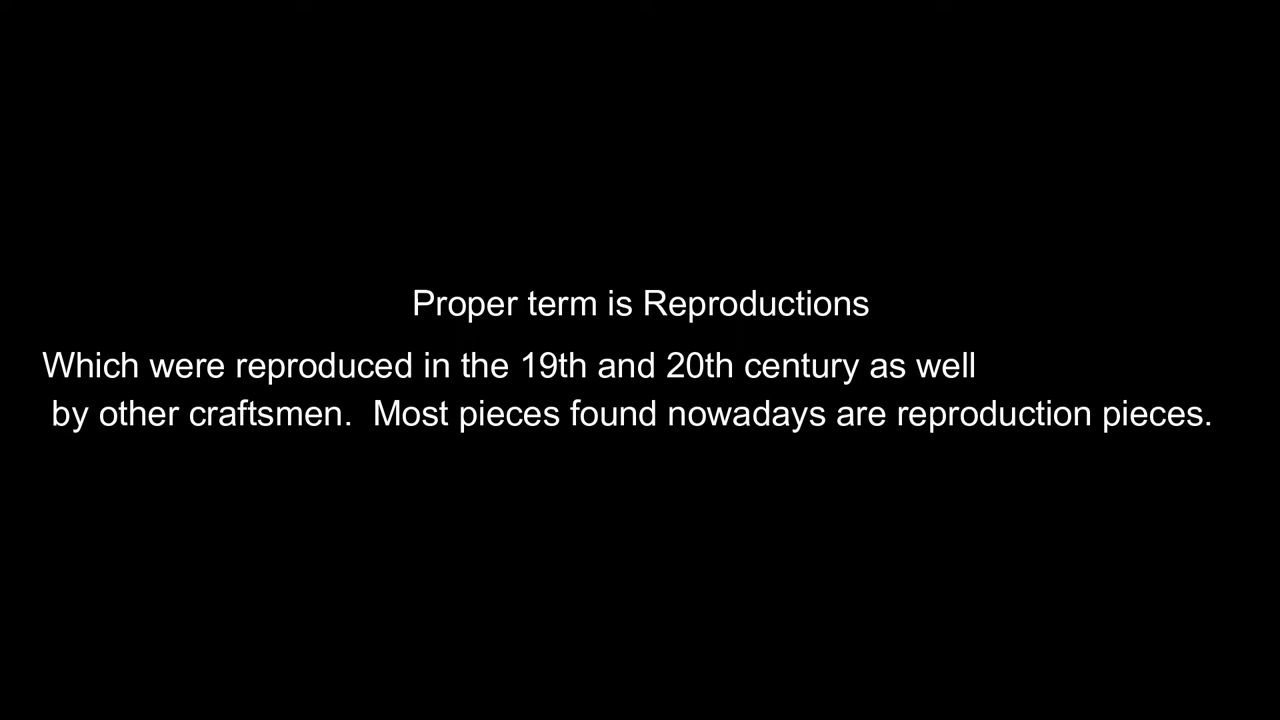 Proper term is Reproductions
Which were reproduced in the 19th and 20th century as well
by other craftsmen.  Most pieces found nowadays are reproduction pieces.